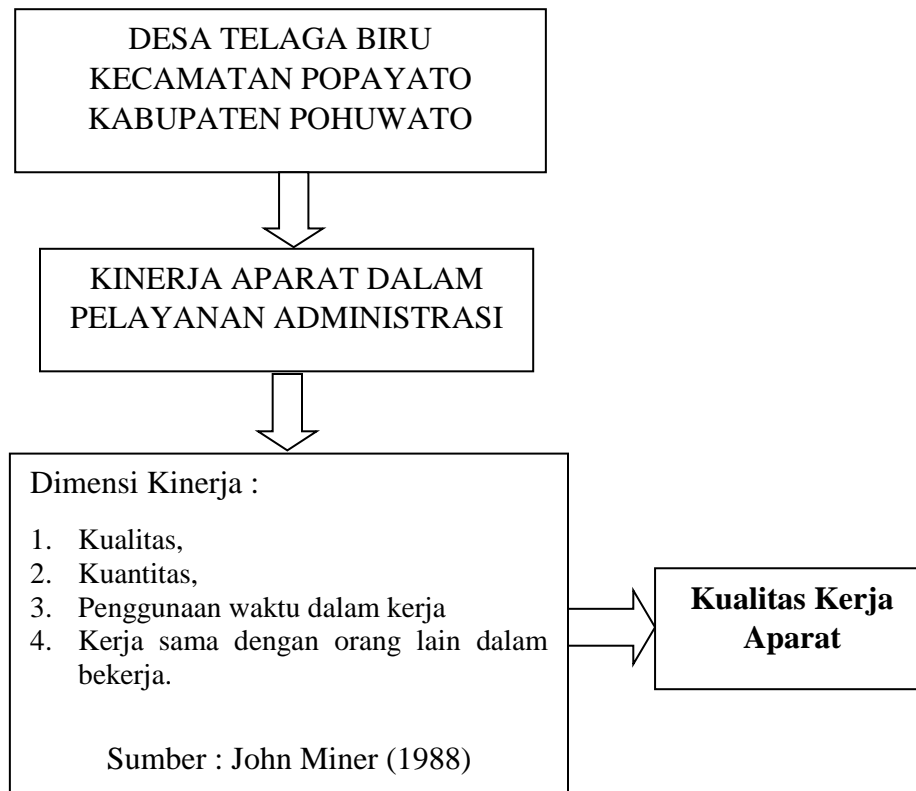 DESA TELAGA BIRU
KECAMATAN POPAYATO
KABUPATEN POHUWATO
KINERJA APARAT DALAM
PELAYANAN ADMINISTRASI
Dimensi Kinerja :
1. Kualitas,
2. Kuantitas,
3. Penggunaan waktu dalam kerja
4. Kerja sama dengan orang lain dalam
bekerja.
Sumber : John Miner (1988)
Kualitas Kerja
Aparat